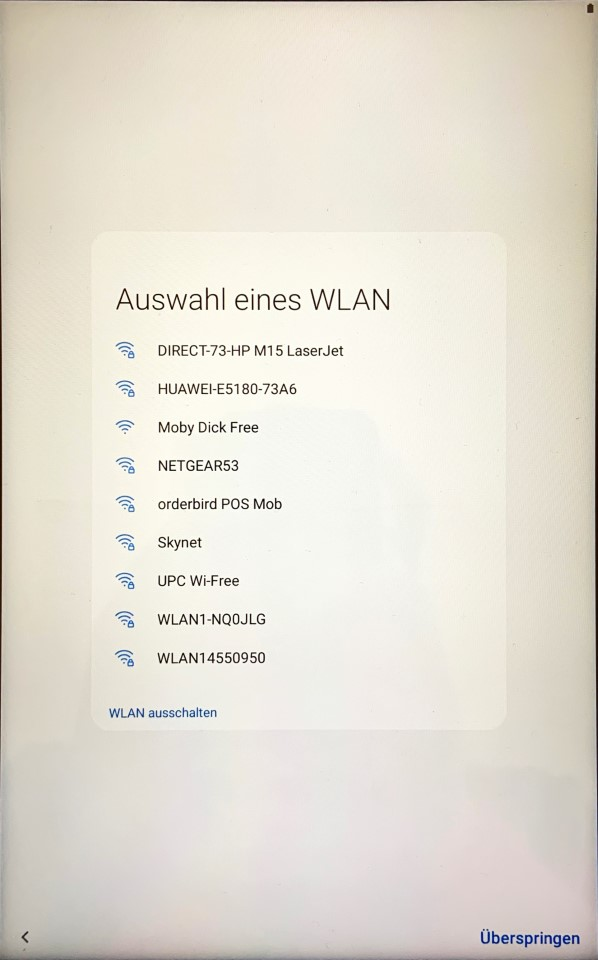 Auswahl eines WLAN
DIRECT-73-HP M15 LaserJet
HUAWEI-E5180-73A6
Moby Dick Free
NETGEAR53
orderbird POS Mob
Skynet
UPC Wi-Free
WLAN1-NQ0JLG
WLAN14550950
WLAN ausschalten
Überspringen